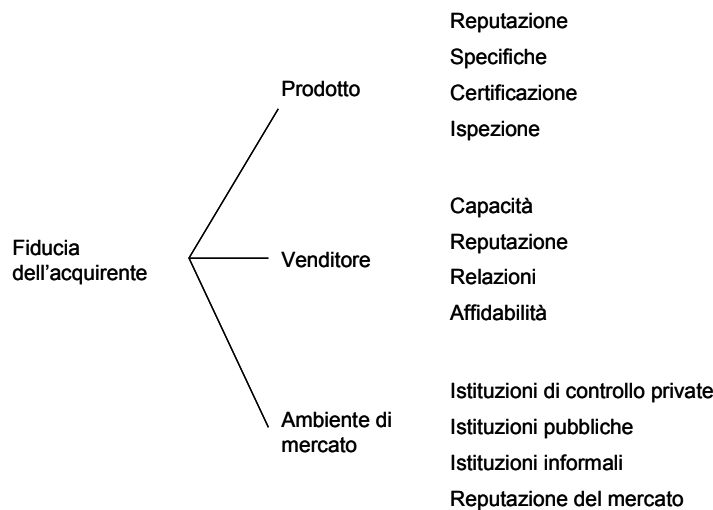 Reputazione
Specifiche
Prodotto
Certificazione
Ispezione
Capacità
Fiducia
dell’acquirente
Reputazione
Venditore
Relazioni
Affidabilità
Istituzioni di controllo private
Ambiente di
mercato
Istituzioni pubbliche
Istituzioni informali
Reputazione del mercato